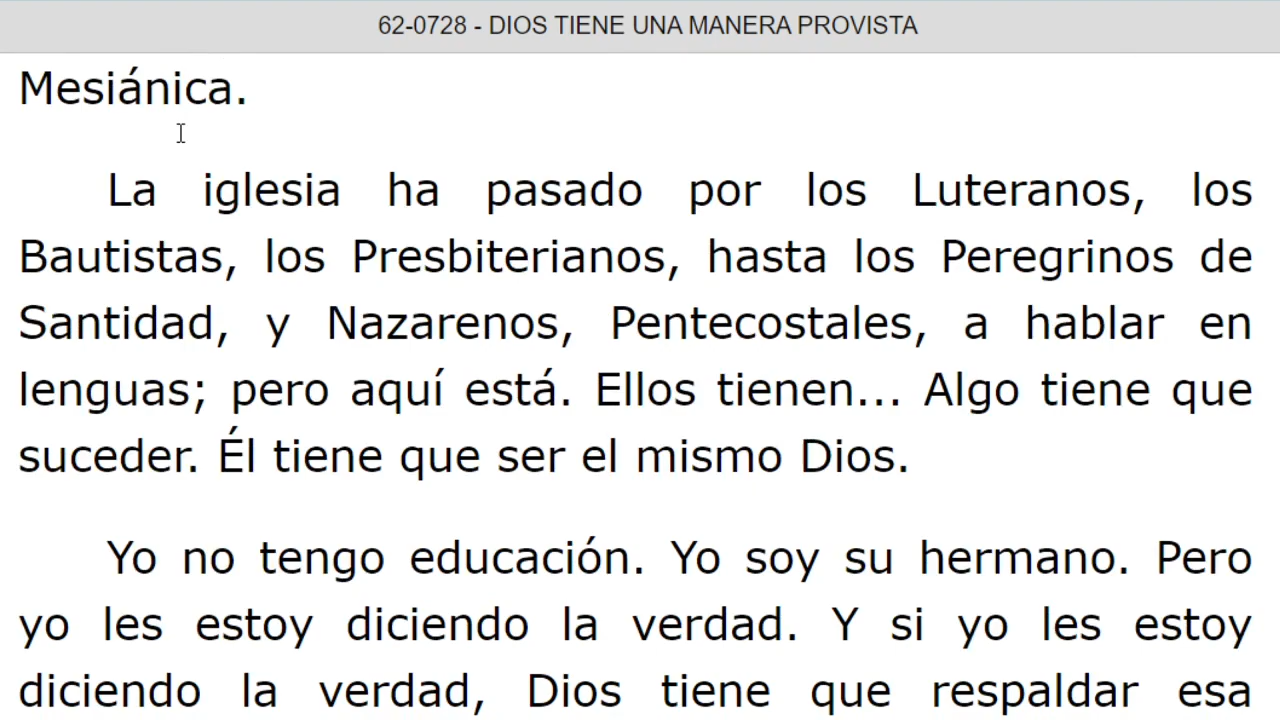 62-0728 - DIOS TIENE UNA MANERA PROVISTA
Mesiánica.
La iglesia ha pasado por los Luteranos, los
Bautistas, los Presbiterianos, hasta los Peregrinos de
Santidad, y Nazarenos, Pentecostales, a hablar en
lenguas; pero aquí está. Ellos tienen... Algo tiene que
suceder. Él tiene que ser el mismo Dios.
Yo no tengo educación. Yo soy su hermano. Pero
yo les estoy diciendo la verdad. Y si yo les estoy
diciendo la verdad, Dios tiene que respaldar esa